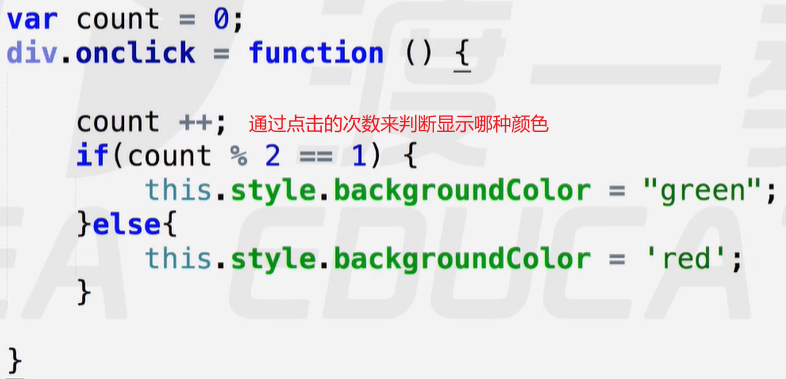 var count = 0;
div.onclick = function () {
count ++; 通过点击的次数来判断显示哪种颜色
if(count % 2 == 1) {
this.style.backgroundColor = "green";
}else{
this.style.backgroundColor = 'red';
}
}